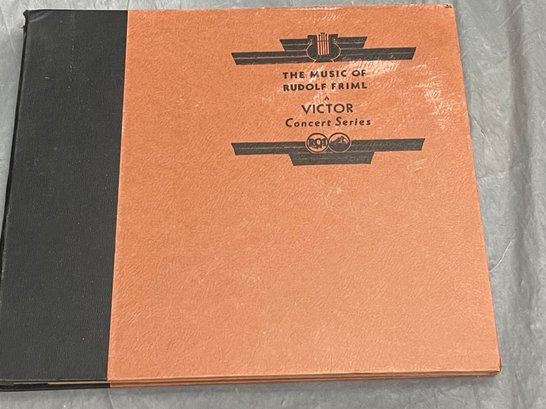 THE MUSIC OF
RUDOLF FRIML
A
VICTOR
Concert Series
RCA